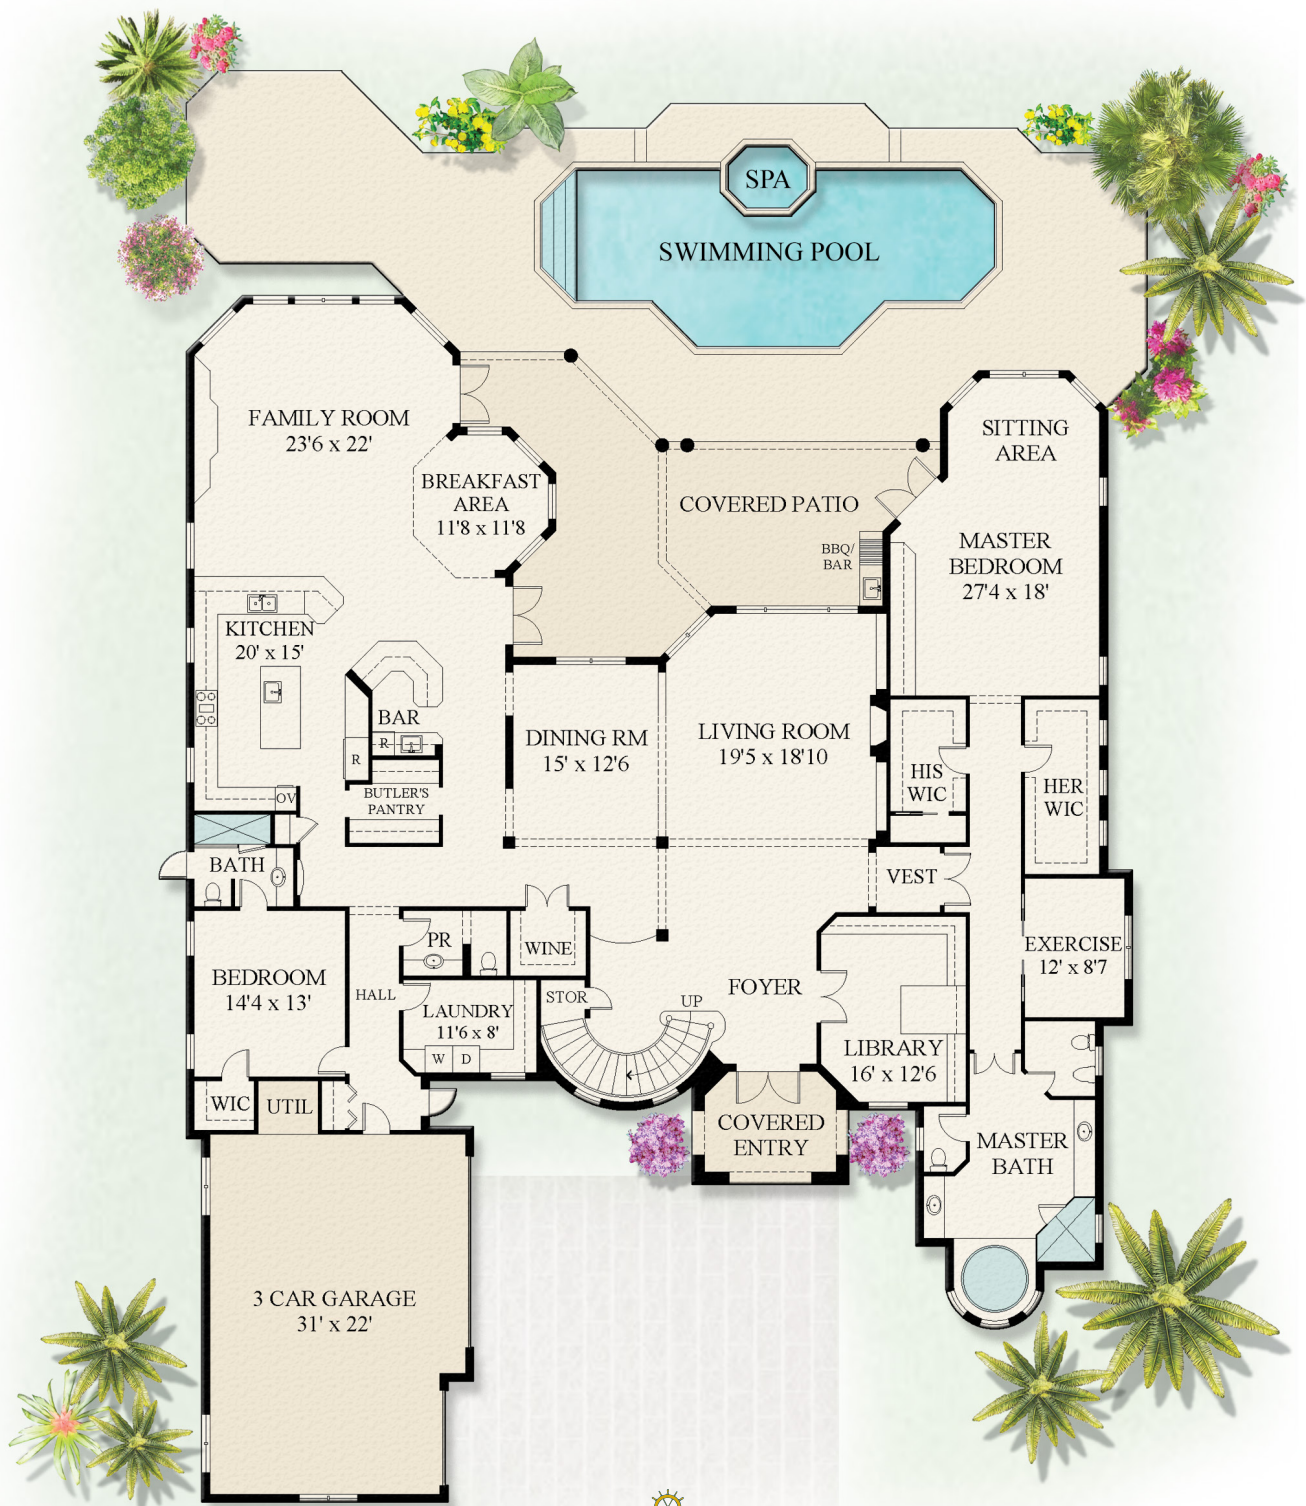 SPA
SWIMMING POOL
FAMILY ROOM
23'6 x 22'
SITTING
AREA
BREAKFAST
AREA
11'8 x 11'8
COVERED PATIO
BBQ/
BAR
MASTER
BEDROOM
27'4 x 18'
KITCHEN
20' x 15'
BAR
R
R
DINING RM
15' x 12'6
LIVING ROOM
19'5 x 18'10
HIS
WIC
HER
WIC
BUTLER'S
PANTRY
OV
BATH
VEST
PR
WINE
EXERCISE
12' x 8'7
BEDROOM
14'4 x 13'
HALL
STOR
UP
FOYER
LAUNDRY
11'6 x 8'
W
D
LIBRARY
16' x 12'6
WIC
UTIL
COVERED
ENTRY
MASTER
BATH
3 CAR GARAGE
31' x 22'